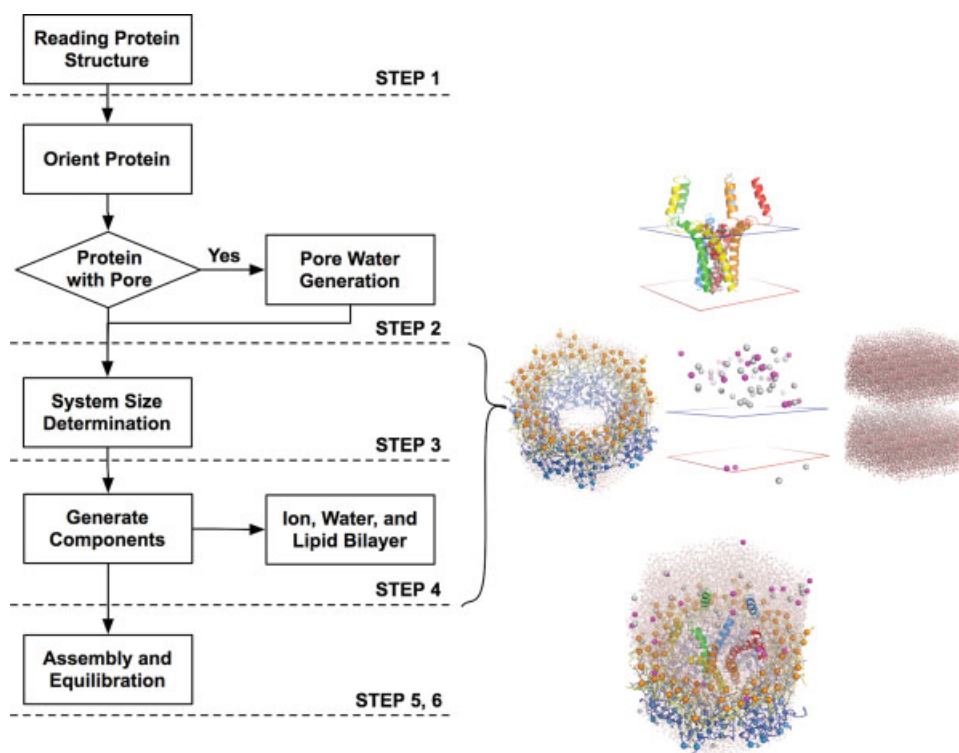 Reading Protein
Structure
STEP 1
Orient Protein
Protein
with Pore
Yes
Pore Water
Generation
STEP 2
System Size
Determination
STEP 3
Generate
Components
Ion, Water, and
Lipid Bilayer
STEP 4
Assembly and
Equilibration
STEP 5, 6